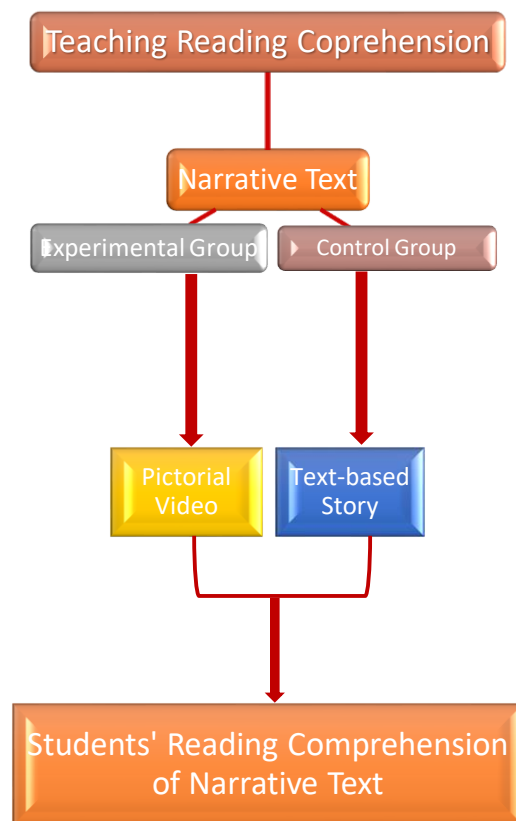 Teaching Reading Coprehension
Narrative Text
Experimental Group
Control Group
Pictorial
Video
Text-based
Story
Students' Reading Comprehension
of Narrative Text